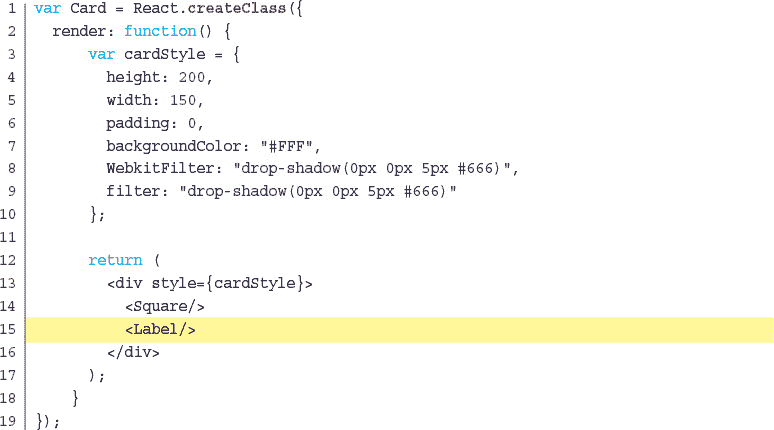 1 var Card = React.createClass({
2   render: function() {
3       var cardStyle = {
4         height: 200,
5         width: 150,
6         padding: 0,
7         backgroundColor: "#FFF",
8         WebkitFilter: "drop-shadow(0px 0px 5px #666)",
9         filter: "drop-shadow(0px 0px 5px #666)"
10       };
11
12       return (
13         <div style={cardStyle}>
14           <Square/>
15           <Label/>
16         </div>
17       );
18     }
19 });